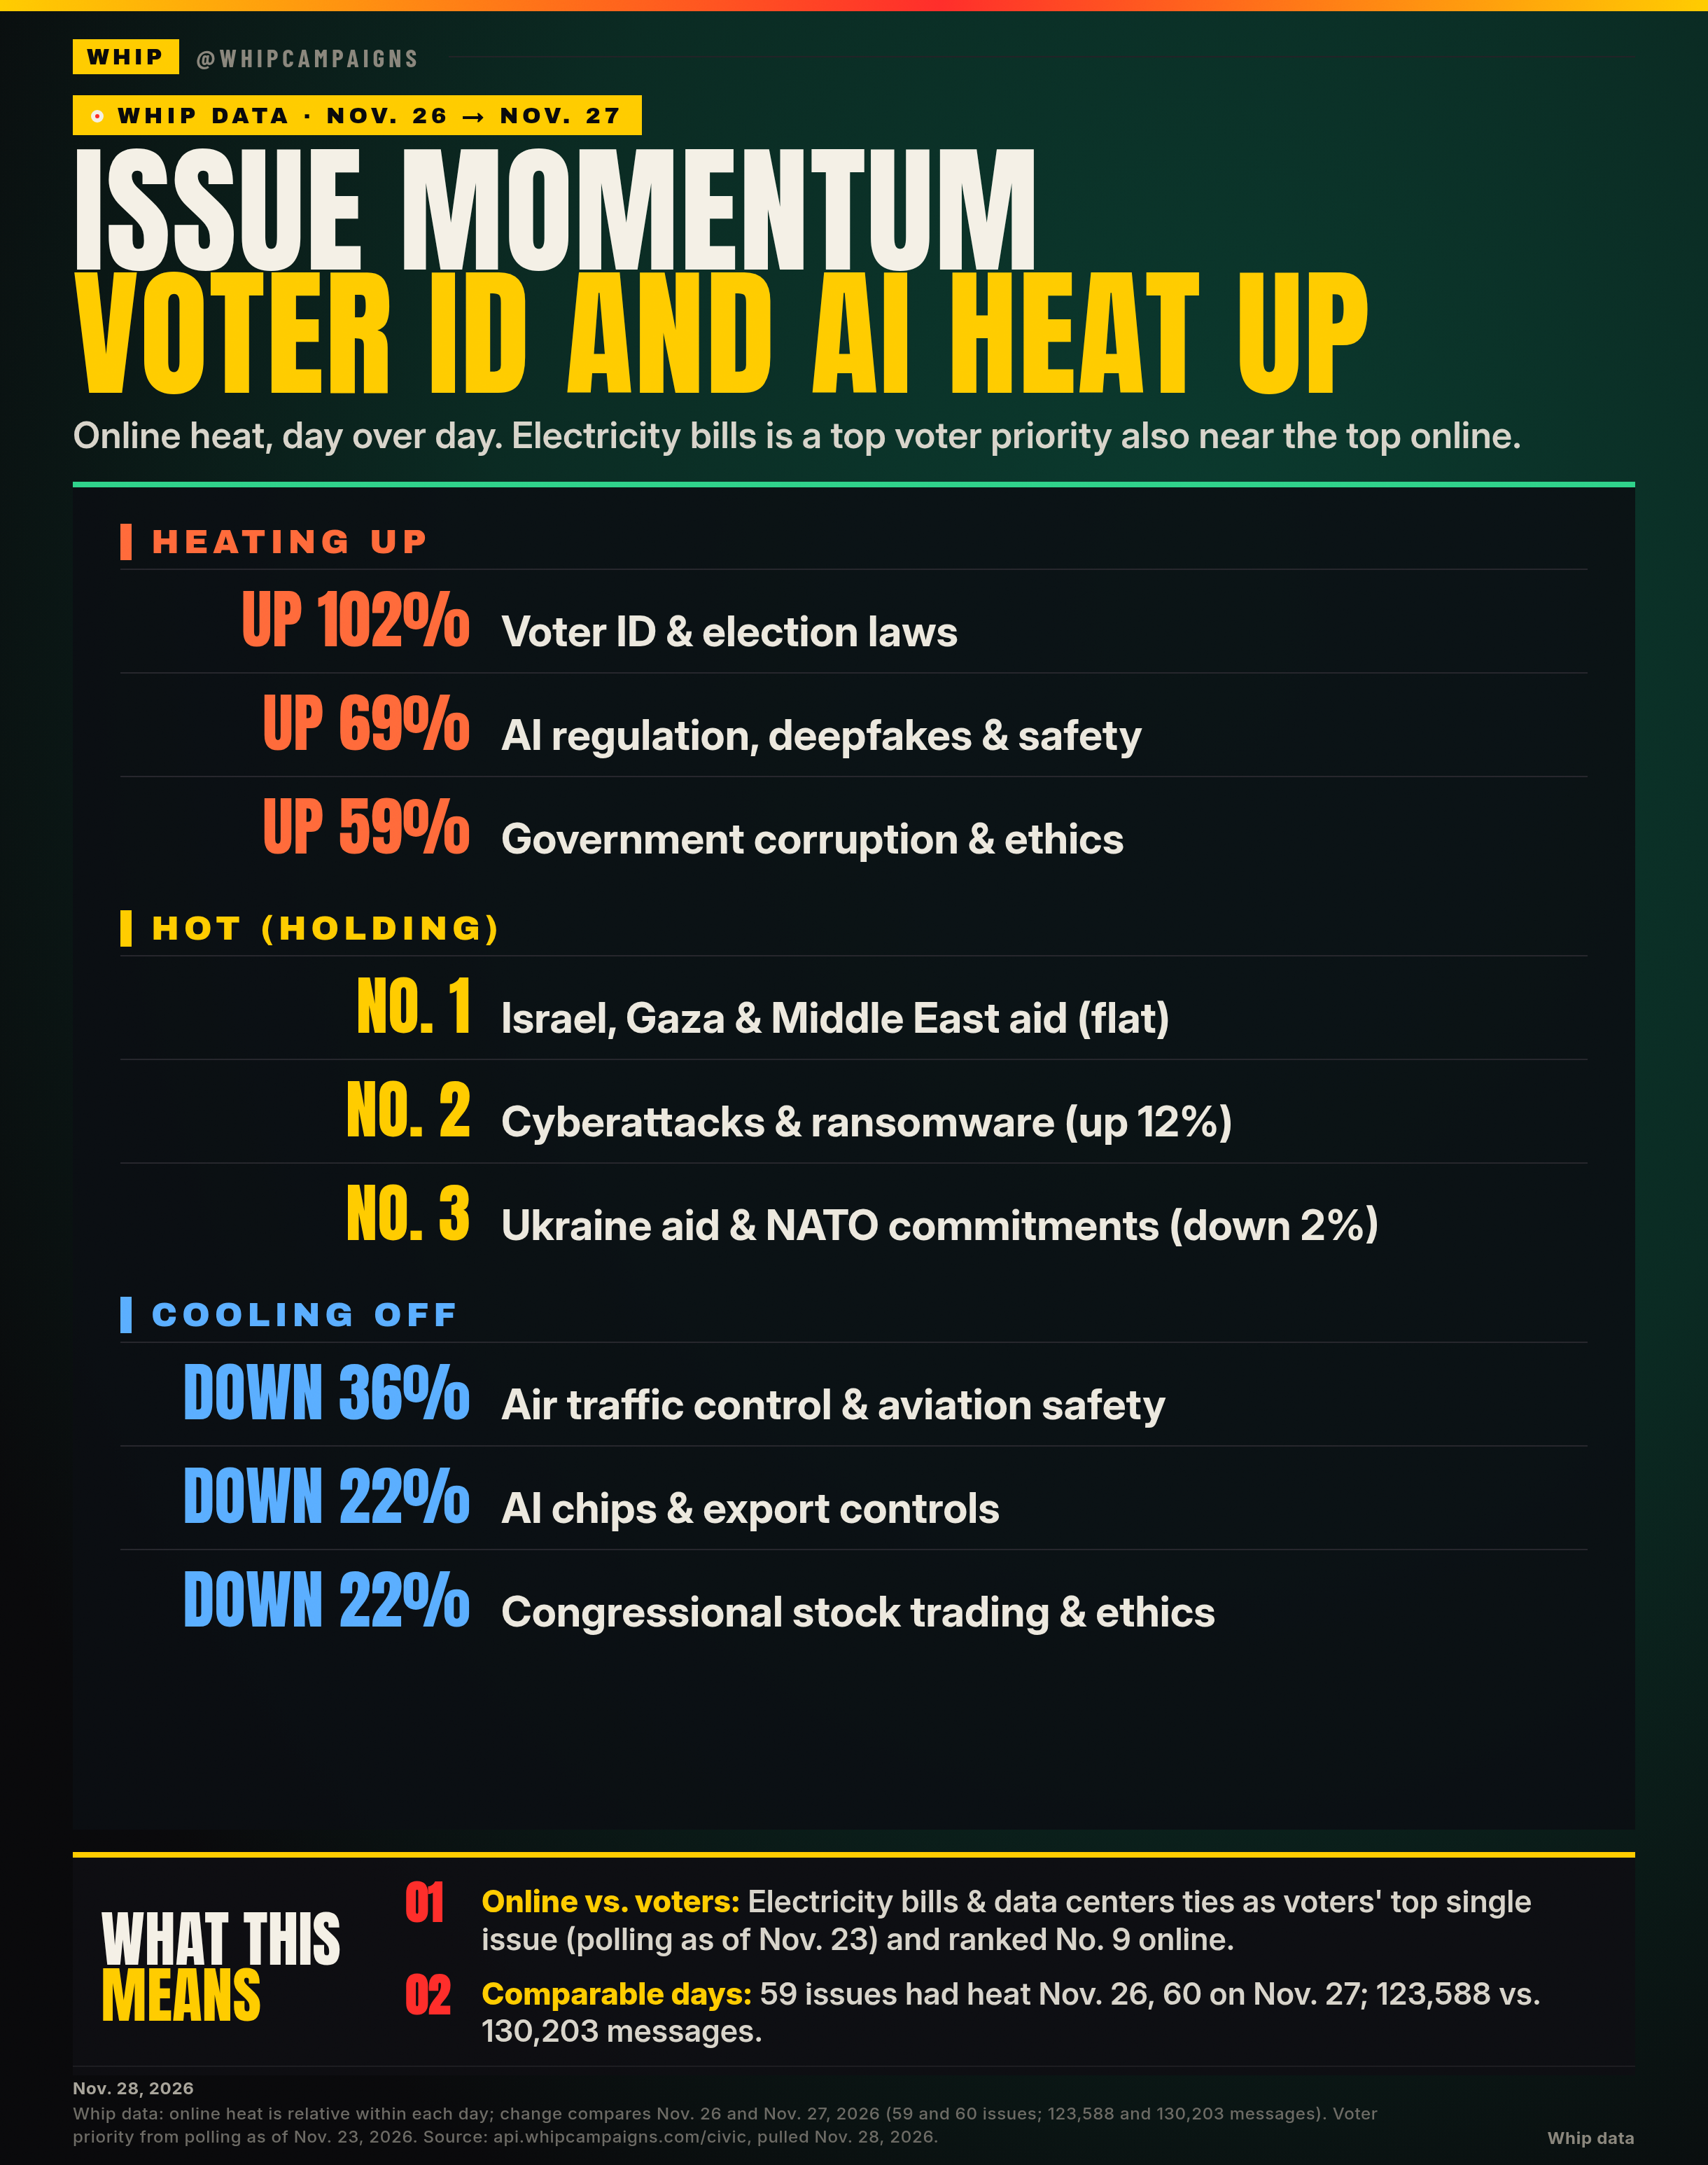 WHIP @WHIPCAMPAIGNS
WHIP DATA · NOV. 26 → NOV. 27
ISSUE MOMENTUM
VOTER ID AND AI HEAT UP
Online heat, day over day. Electricity bills is a top voter priority also near the top online.
HEATING UP
UP 102% Voter ID & election laws
UP 69% AI regulation, deepfakes & safety
UP 59% Government corruption & ethics
HOT (HOLDING)
NO. 1 Israel, Gaza & Middle East aid (flat)
NO. 2 Cyberattacks & ransomware (up 12%)
NO. 3 Ukraine aid & NATO commitments (down 2%)
COOLING OFF
DOWN 36% Air traffic control & aviation safety
DOWN 22% AI chips & export controls
DOWN 22% Congressional stock trading & ethics
WHAT THIS
MEANS
01 Online vs. voters: Electricity bills & data centers ties as voters' top single
issue (polling as of Nov. 23) and ranked No. 9 online.
02 Comparable days: 59 issues had heat Nov. 26, 60 on Nov. 27; 123,588 vs.
130,203 messages.
Nov. 28, 2026
Whip data: online heat is relative within each day; change compares Nov. 26 and Nov. 27, 2026 (59 and 60 issues; 123,588 and 130,203 messages). Voter
priority from polling as of Nov. 23, 2026. Source: api.whipcampaigns.com/civic, pulled Nov. 28, 2026.
Whip data